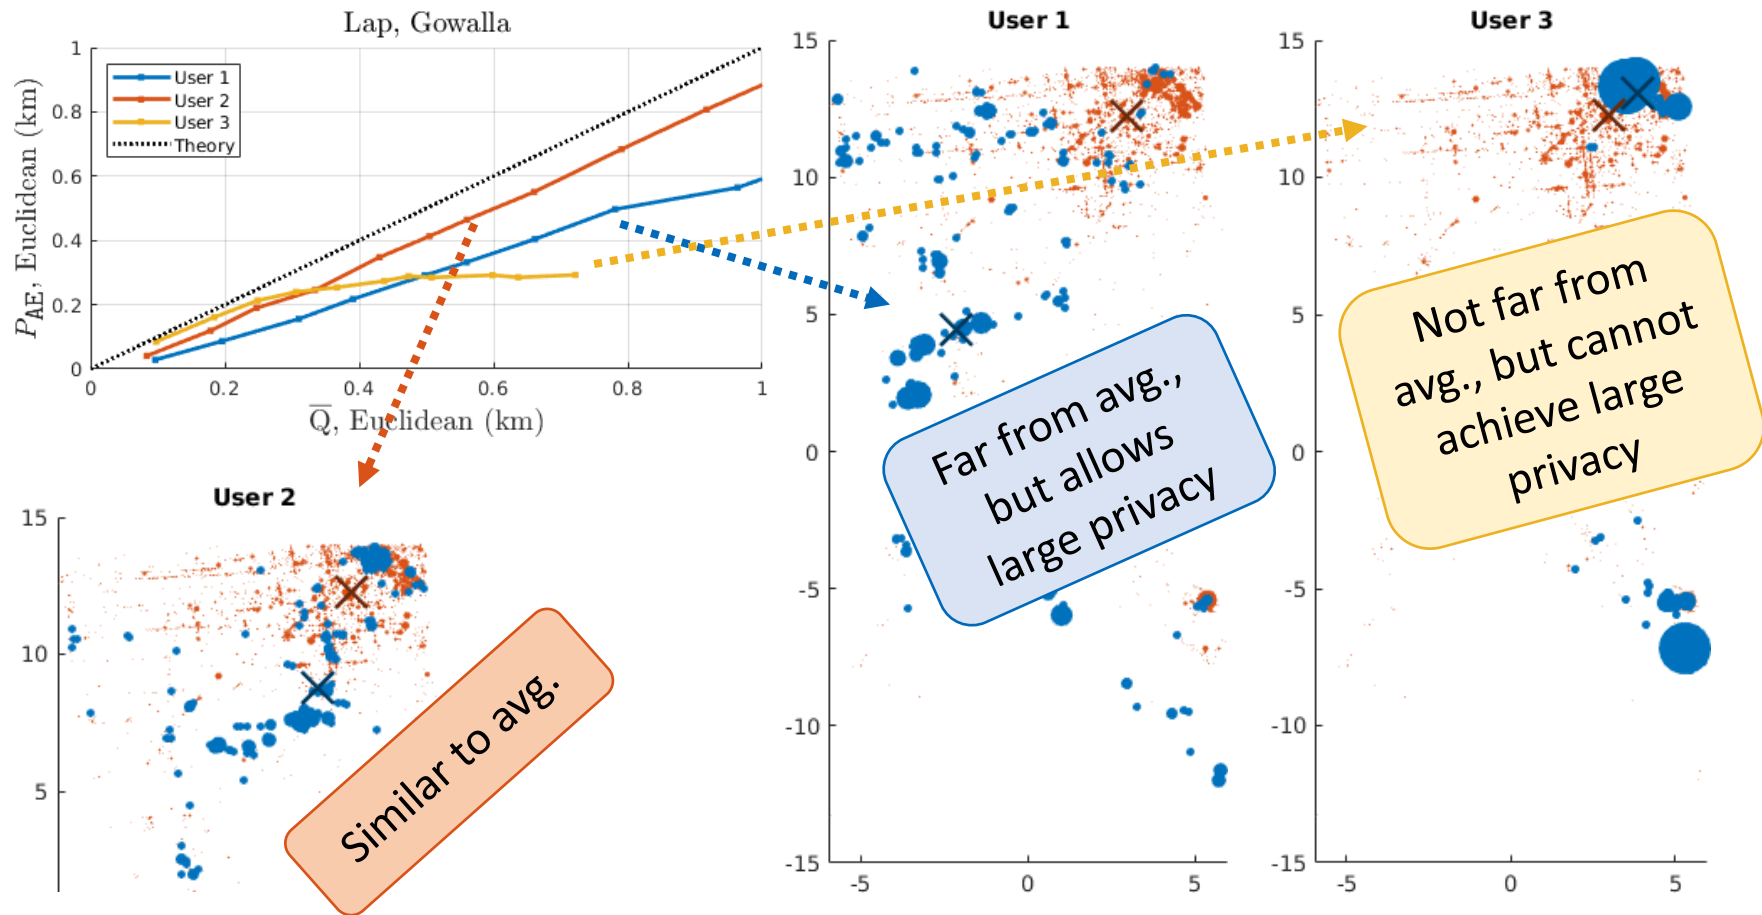 Lap, Gowalla
P_AE, Euclidean (km)
1
0.8
0.6
0.4
0.2
0
User 1
User 2
User 3
Theory
0 0.2 0.4 0.6 0.8 1
Q̅, Euclidean (km)
User 1
15
10
5
0
-5
-10
-15
-5 0 5
Far from avg.,
but allows
large privacy
User 3
15
10
5
0
-5
-10
-15
-5 0 5
Not far from
avg., but cannot
achieve large
privacy
User 2
15
10
5
Similar to avg.